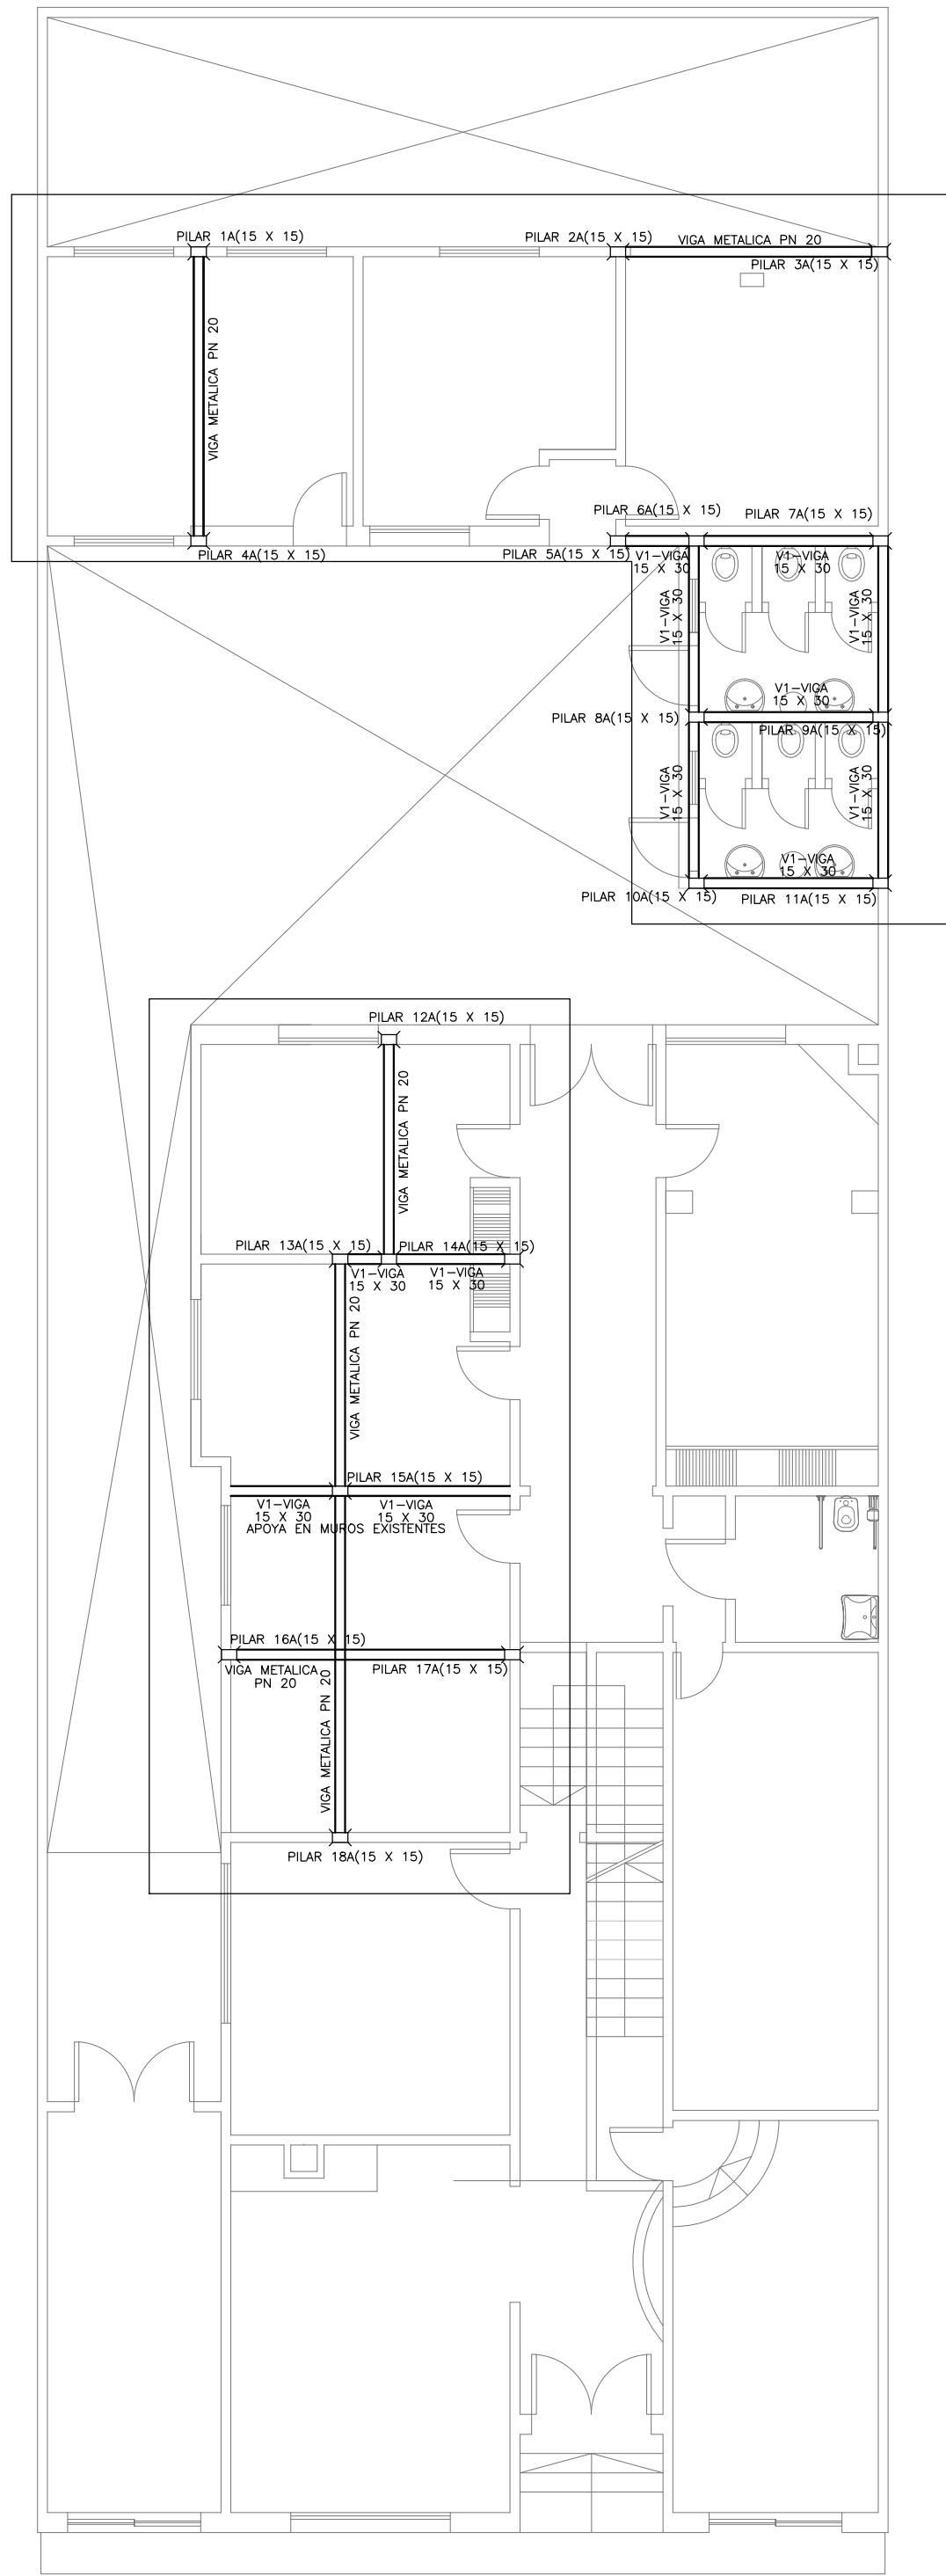 PILAR 1A(15 X 15)
PILAR 2A(15 X 15)
VIGA METALICA PN 20
PILAR 3A(15 X 15)
VIGA METALICA PN 20
PILAR 4A(15 X 15)
PILAR 5A(15 X 15)
PILAR 6A(15 X 15)
PILAR 7A(15 X 15)
V1-VIGA
15 X 30
V1-VIGA
15 X 30
V1-VIGA
15 X 30
V1-VIGA
15 X 30
V1-VIGA
15 X 30
PILAR 8A(15 X 15)
PILAR 9A(15 X 15)
V1-VIGA
15 X 30
V1-VIGA
15 X 30
V1-VIGA
15 X 30
PILAR 10A(15 X 15)
PILAR 11A(15 X 15)
PILAR 12A(15 X 15)
VIGA METALICA PN 20
PILAR 13A(15 X 15)
PILAR 14A(15 X 15)
V1-VIGA
15 X 30
V1-VIGA
15 X 30
VIGA METALICA PN 20
PILAR 15A(15 X 15)
V1-VIGA
15 X 30
V1-VIGA
15 X 30
APOYA EN MUROS EXISTENTES
PILAR 16A(15 X 15)
VIGA METALICA
PN 20
PILAR 17A(15 X 15)
VIGA METALICA PN 20
PILAR 18A(15 X 15)